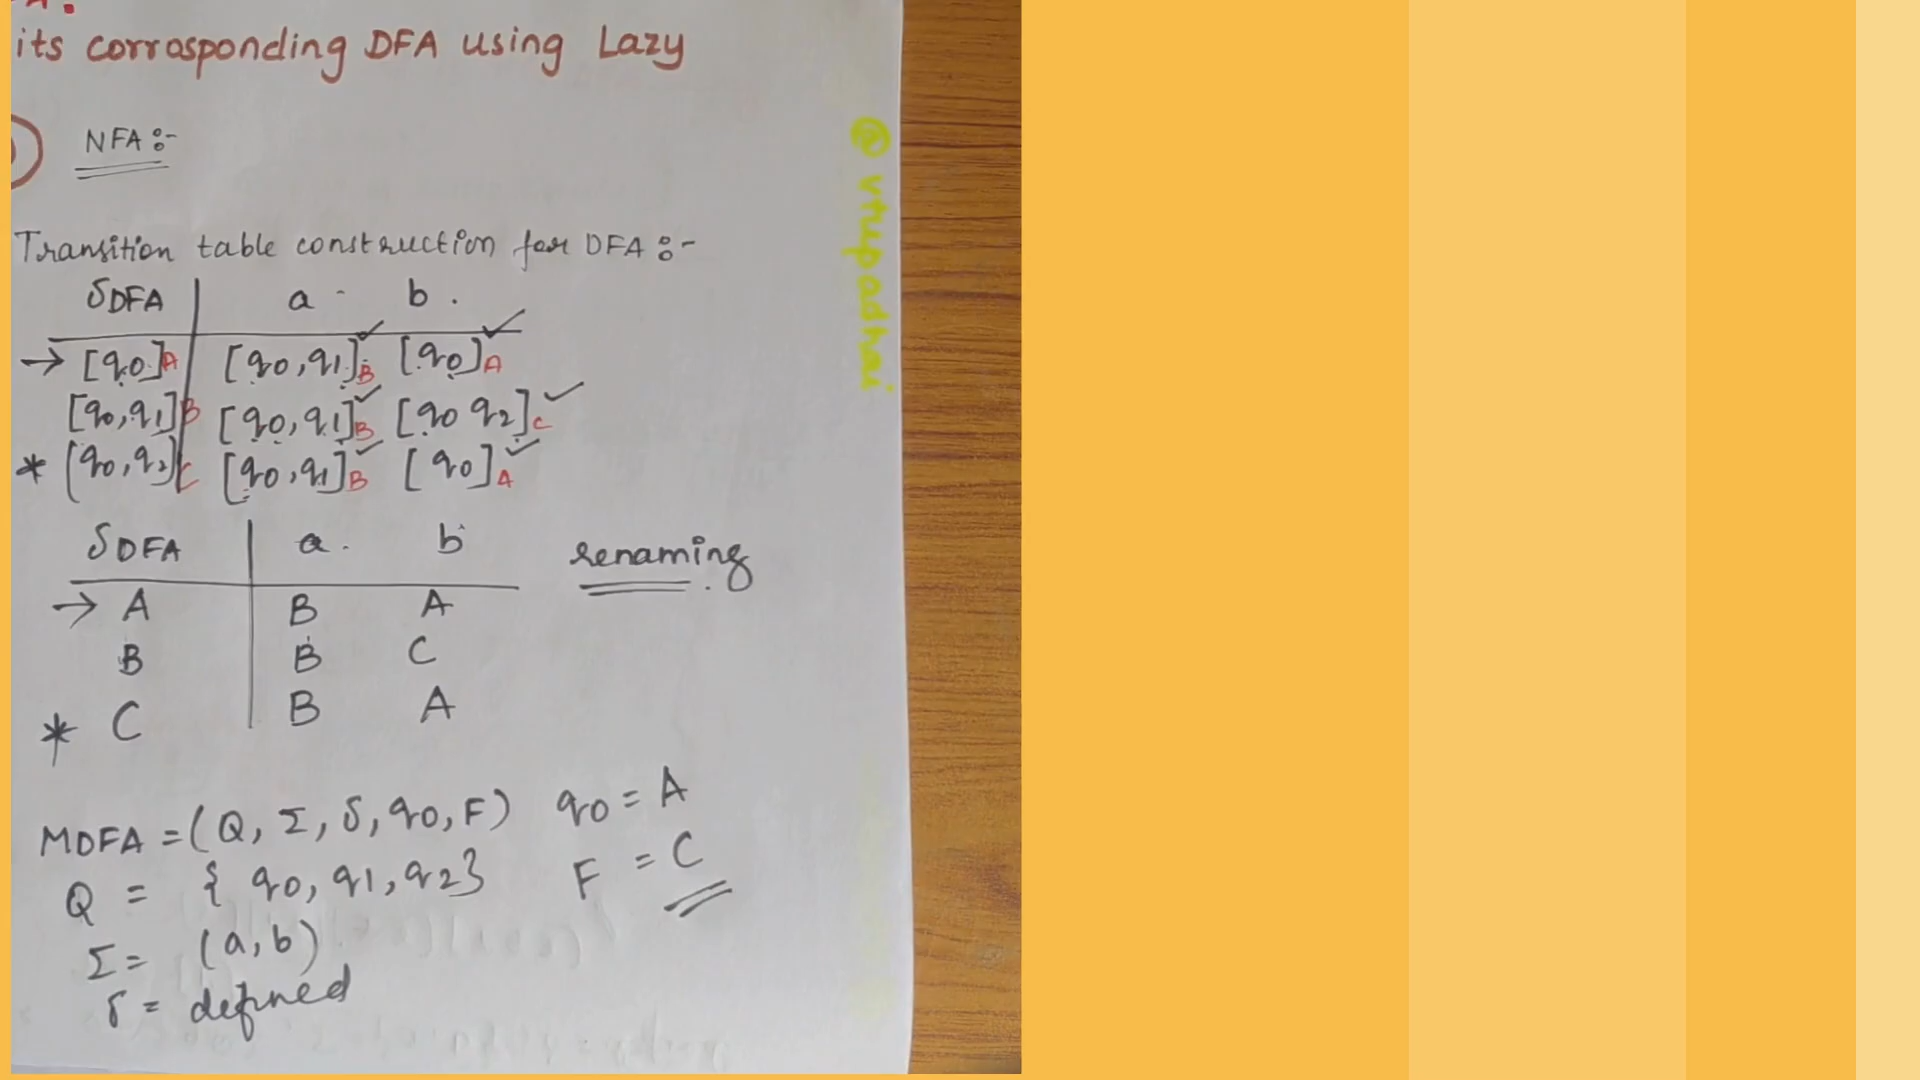 its corrosponding DFA using Lazy
NFA :-
Transition table construction for DFA :-
δDFA a b .
→ [q0]A [q0,q1]B ✓ [q0]A ✓
[q0,q1]B [q0,q1]B ✓ [q0 q2]C ✓
* [q0,q2]C [q0,q1]B ✓ [q0]A ✓
δDFA a . b renaming .
→ A B A
B B C
* C B A
MDFA = (Q, Σ, δ, q0, F) q0 = A
Q = { q0, q1, q2} F = C
Σ = (a,b)
δ = defined
@ vtupadhai